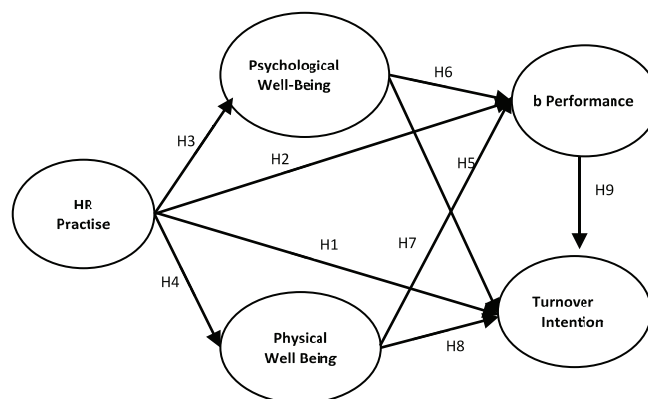 Psychological
Well-Being
H6
b Performance
H3
H2
H5
HR
Practise
H9
H1
H7
H4
Turnover
Intention
Physical
Well Being
H8